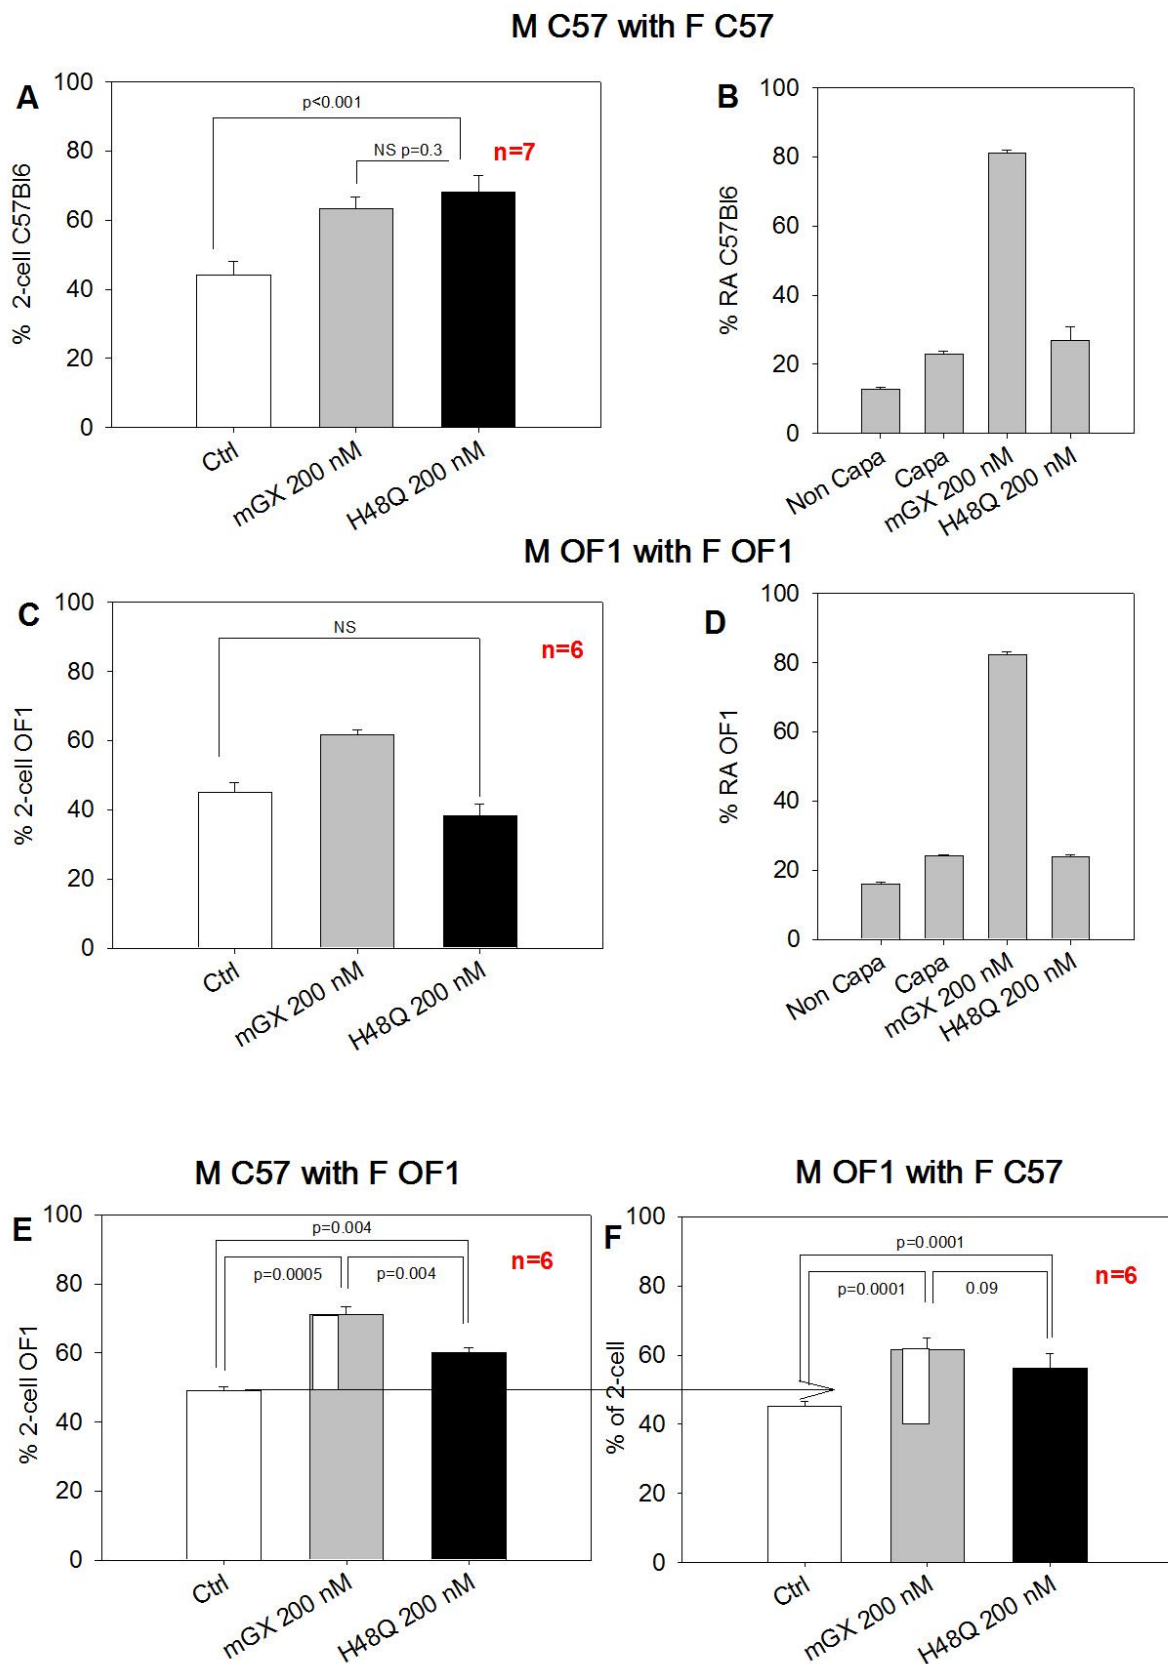 M C57 with F C57
A
% 2-cell C57Bl6
100
80
60
40
20
0
p<0.001
NS p=0.3
n=7
Ctrl
mGX 200 nM
H48Q 200 nM
B
% RA C57Bl6
100
80
60
40
20
0
Non Capa
Capa
mGX 200 nM
H48Q 200 nM
M OF1 with F OF1
C
% 2-cell OF1
100
80
60
40
20
0
NS
n=6
Ctrl
mGX 200 nM
H48Q 200 nM
D
% RA OF1
100
80
60
40
20
0
Non Capa
Capa
mGX 200 nM
H48Q 200 nM
M C57 with F OF1
E
% 2-cell OF1
100
80
60
40
20
0
p=0.004
p=0.0005
p=0.004
n=6
Ctrl
mGX 200 nM
H48Q 200 nM
M OF1 with F C57
F
% of 2-cell
100
80
60
40
20
0
p=0.0001
p=0.0001
0.09
n=6
Ctrl
mGX 200 nM
H48Q 200 nM